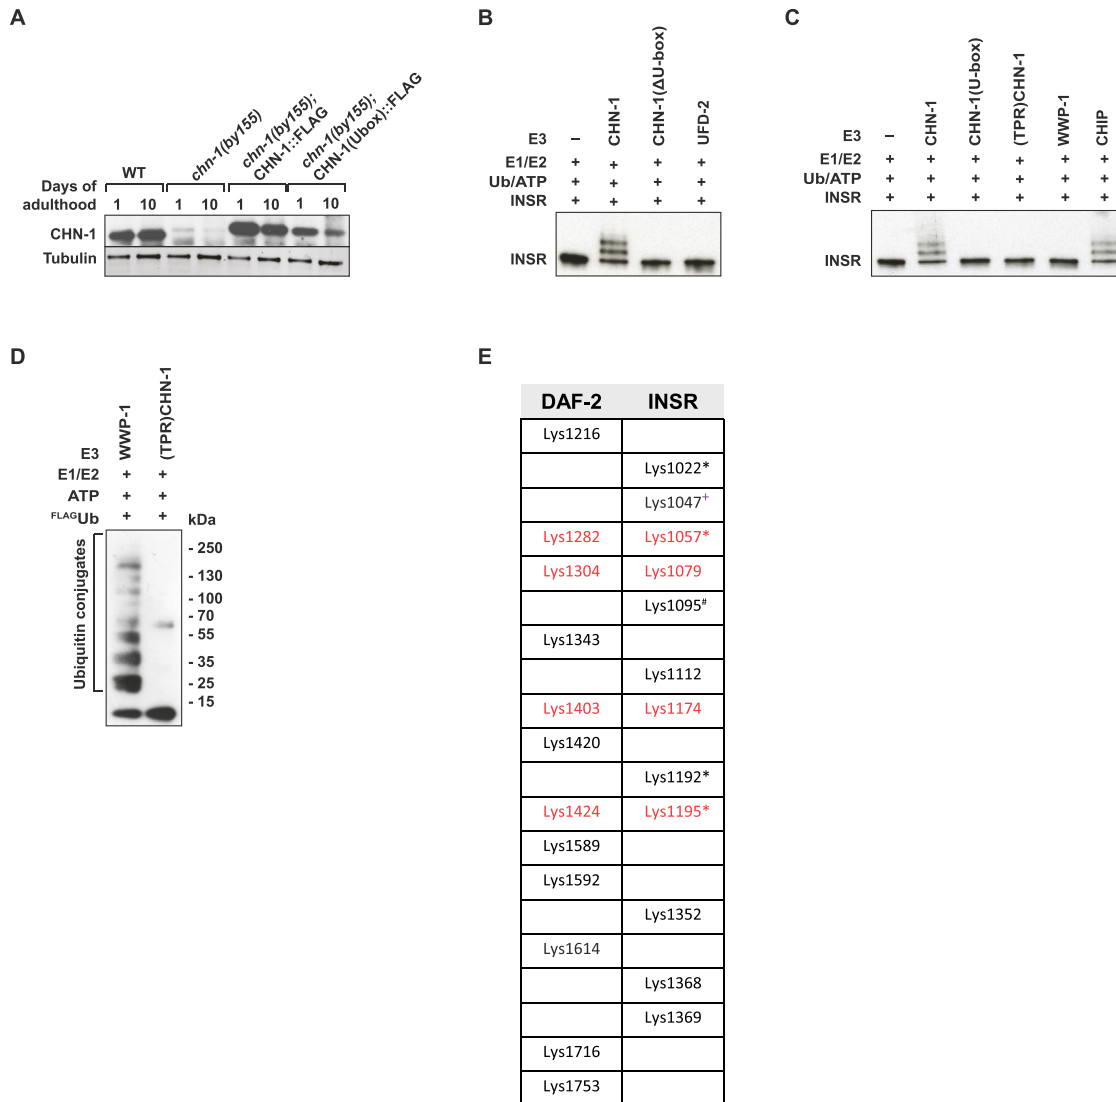 A
WT
chn-1(by155)
chn-1(by155);
CHN-1::FLAG
chn-1(by155);
CHN-1(Ubox)::FLAG
Days of
adulthood
1 10 1 10 1 10 1 10
CHN-1
Tubulin
B
E3 – CHN-1 CHN-1(ΔU-box) UFD-2
E1/E2 + + + +
Ub/ATP + + + +
INSR + + + +
INSR
C
E3 – CHN-1 CHN-1(U-box) (TPR)CHN-1 WWP-1 CHIP
E1/E2 + + + + + +
Ub/ATP + + + + + +
INSR + + + + + +
INSR
D
E3 WWP-1 (TPR)CHN-1
E1/E2 + +
ATP + +
FLAGUb + + kDa
Ubiquitin conjugates
- 250
- 130
- 100
- 70
- 55
- 35
- 25
- 15
E
DAF-2 INSR
Lys1216
Lys1022*
Lys1047+
Lys1282 Lys1057*
Lys1304 Lys1079
Lys1095#
Lys1343
Lys1112
Lys1403 Lys1174
Lys1420
Lys1192*
Lys1424 Lys1195*
Lys1589
Lys1592
Lys1352
Lys1614
Lys1368
Lys1369
Lys1716
Lys1753